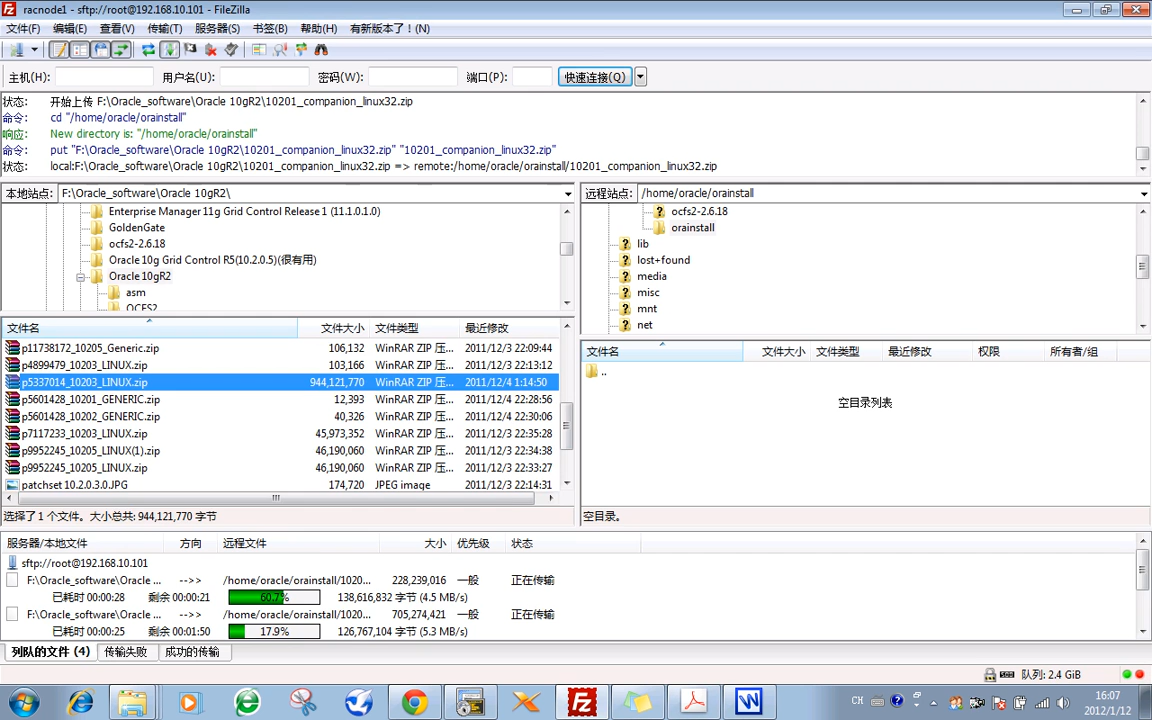 racnode1 - sftp://root@192.168.10.101 - FileZilla
文件(F) 编辑(E) 查看(V) 传输(T) 服务器(S) 书签(B) 帮助(H) 有新版本了！(N)
主机(H): 用户名(U): 密码(W): 端口(P): 快速连接(Q)
状态: 开始上传 F:\Oracle_software\Oracle 10gR2\10201_companion_linux32.zip
命令: cd "/home/oracle/orainstall"
响应: New directory is: "/home/oracle/orainstall"
命令: put "F:\Oracle_software\Oracle 10gR2\10201_companion_linux32.zip" "10201_companion_linux32.zip"
状态: local:F:\Oracle_software\Oracle 10gR2\10201_companion_linux32.zip => remote:/home/oracle/orainstall/10201_companion_linux32.zip
本地站点: F:\Oracle_software\Oracle 10gR2\
Enterprise Manager 11g Grid Control Release 1 (11.1.0.1.0)
GoldenGate
ocfs2-2.6.18
Oracle 10g Grid Control R5(10.2.0.5)(很有用)
Oracle 10gR2
asm
OCFS2
远程站点: /home/oracle/orainstall
ocfs2-2.6.18
orainstall
lib
lost+found
media
misc
mnt
net
文件名 文件大小 文件类型 最近修改
p11738172_10205_Generic.zip 106,132 WinRAR ZIP 压... 2011/12/3 22:09:44
p4899479_10203_LINUX.zip 103,166 WinRAR ZIP 压... 2011/12/3 22:13:12
p5337014_10203_LINUX.zip 944,121,770 WinRAR ZIP 压... 2011/12/4 1:14:50
p5601428_10201_GENERIC.zip 12,393 WinRAR ZIP 压... 2011/12/4 22:28:56
p5601428_10202_GENERIC.zip 40,326 WinRAR ZIP 压... 2011/12/4 22:30:06
p7117233_10203_LINUX.zip 45,973,352 WinRAR ZIP 压... 2011/12/3 22:35:28
p9952245_10205_LINUX(1).zip 46,190,060 WinRAR ZIP 压... 2011/12/3 22:34:38
p9952245_10205_LINUX.zip 46,190,060 WinRAR ZIP 压... 2011/12/3 22:33:27
patchset 10.2.0.3.0.JPG 174,720 JPEG image 2011/12/3 22:14:31
选择了 1 个文件。大小总共: 944,121,770 字节
文件名 文件大小 文件类型 最近修改 权限 所有者/组
..
空目录列表
空目录。
服务器/本地文件 方向 远程文件 大小 优先级 状态
sftp://root@192.168.10.101
F:\Oracle_software\Oracle ... -->> /home/oracle/orainstall/1020... 228,239,016 一般 正在传输
已耗时 00:00:28 剩余 00:00:21 60.7% 138,616,832 字节 (4.5 MB/s)
F:\Oracle_software\Oracle ... -->> /home/oracle/orainstall/1020... 705,274,421 一般 正在传输
已耗时 00:00:25 剩余 00:01:50 17.9% 126,767,104 字节 (5.3 MB/s)
列队的文件 (4) 传输失败 成功的传输
队列: 2.4 GiB
CH
16:07
2012/1/12